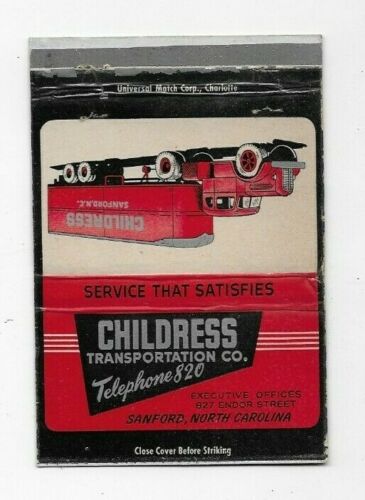 Universal Match Corp., Charlotte
CHILDRESS
SANFORD, N.C.
SERVICE THAT SATISFIES
CHILDRESS
TRANSPORTATION CO.
Telephone 820
EXECUTIVE OFFICES
827 ENDOR STREET
SANFORD, NORTH CAROLINA
Close Cover Before Striking